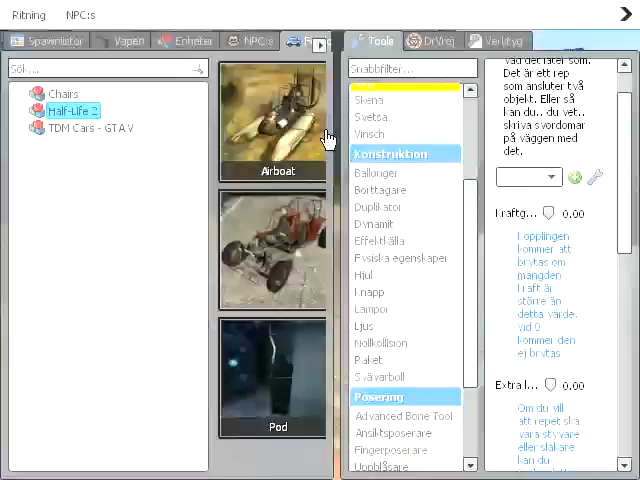 Ritning NPC:s
Spawnlistor Vapen Enheter NPC:s
Tools DrVrej Verktyg
Sök...
Chairs
Half-Life 2
TDM Cars - GTA V
Airboat
Pod
Snabbfilter...
Skena
Svetsa
Vinsch
Konstruktion
Ballonger
Borttagare
Duplikator
Dynamit
Effektkälla
Fysiska egenskaper
Hjul
Knapp
Lampor
Ljus
Nollkollision
Raket
Svävarboll
Posering
Advanced Bone Tool
Ansiktsposerare
Fingerposerare
Uppblåsare
vad det låter som.
Det är ett rep
som ansluter två
objekt. Eller så
kan du.. du vet..
skriva svordomar
på väggen med
det.
Kraftg... 0.00
Kopplingen
kommer att
brytas om
mängden
kraft är
större än
detta värde.
Vid 0
kommer den
ej brytas
Extra l... 0.00
Om du vill
att repet ska
vara styvare
eller slakare
kan du